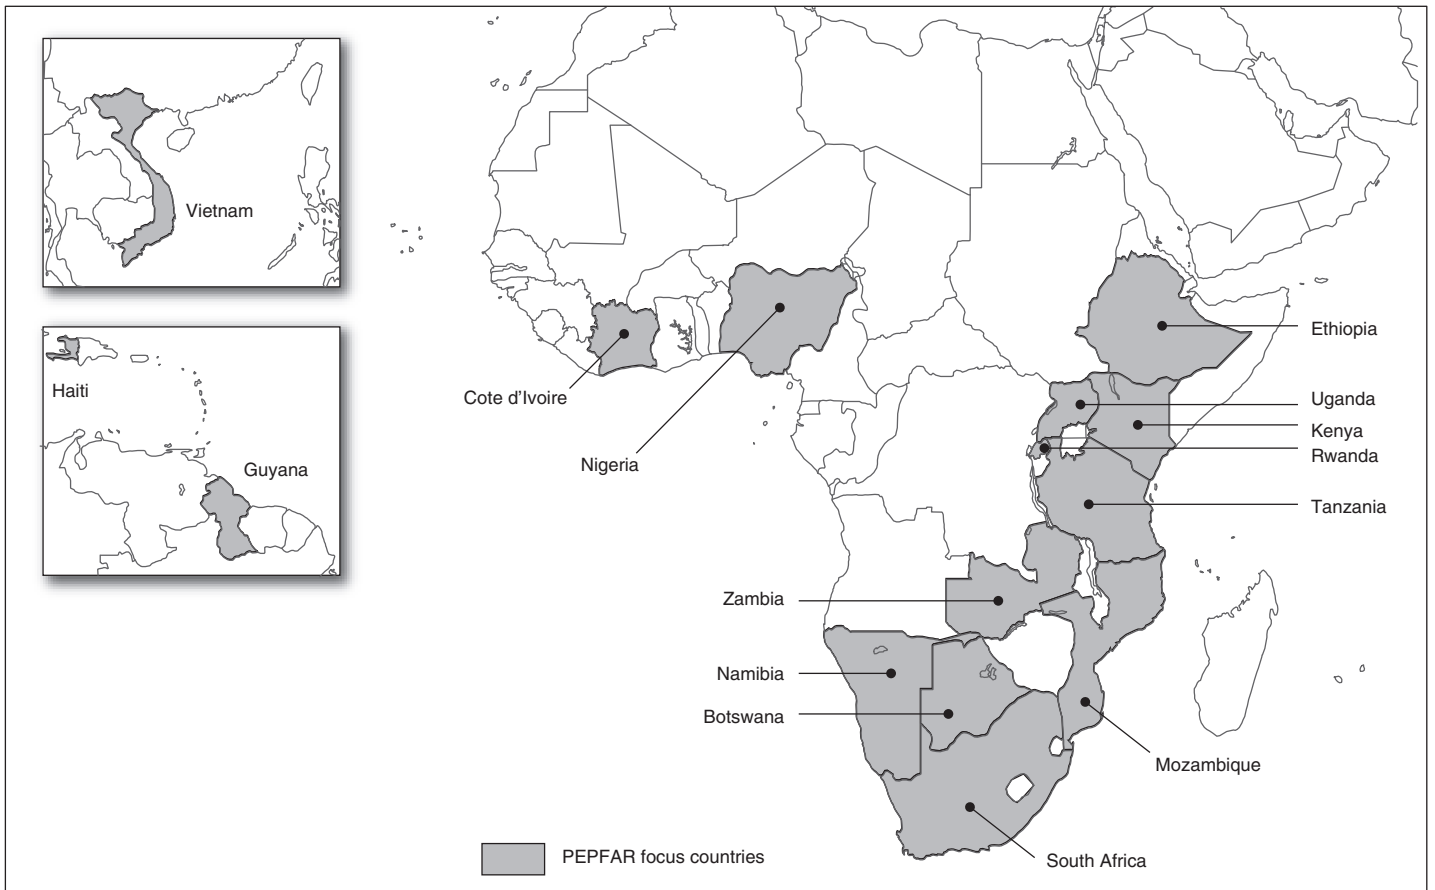 Vietnam
Haiti
Guyana
Cote d’Ivoire
Nigeria
Ethiopia
Uganda
Kenya
Rwanda
Tanzania
Zambia
Namibia
Botswana
Mozambique
South Africa
PEPFAR focus countries